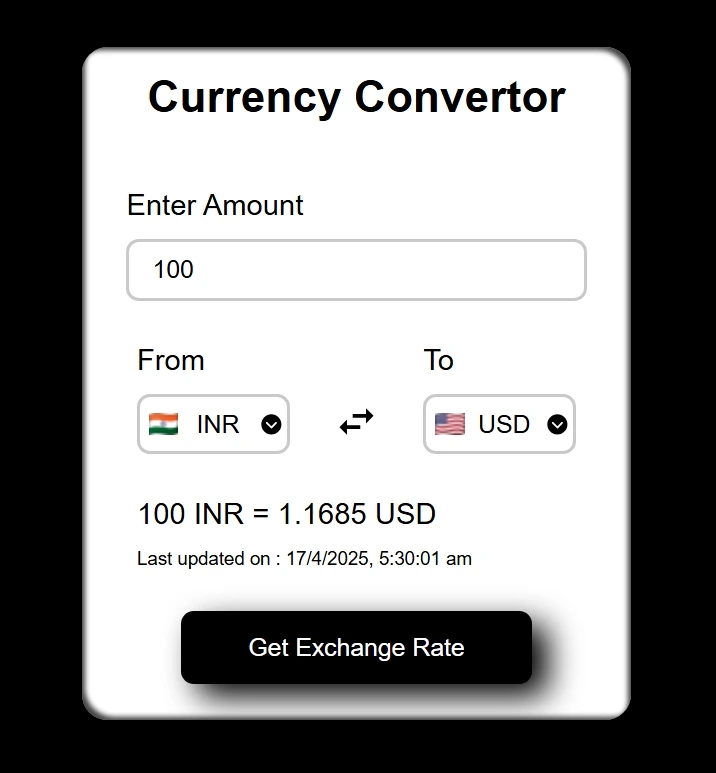 Currency Convertor
Enter Amount
100
From
To
INR
USD
100 INR = 1.1685 USD
Last updated on : 17/4/2025, 5:30:01 am
Get Exchange Rate